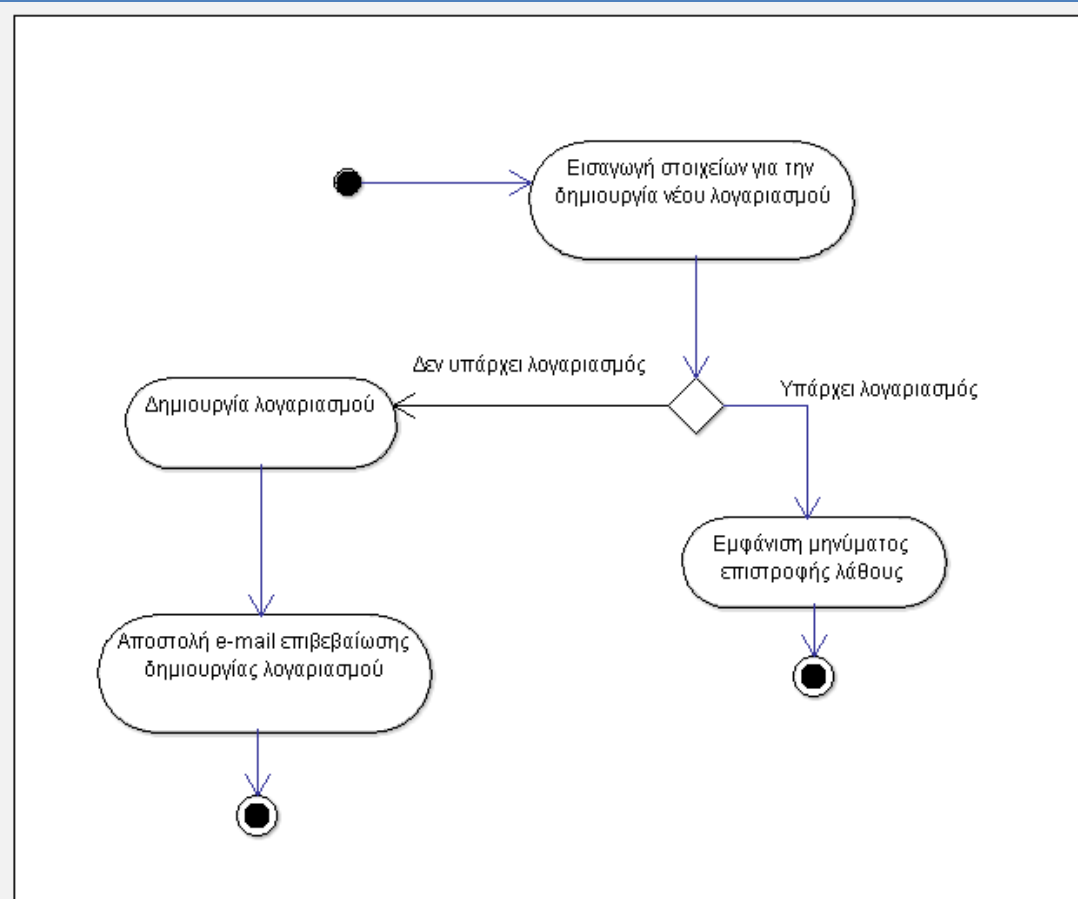 Εισαγωγή στοιχείων για την
δημιουργία νέου λογαριασμού
Δεν υπάρχει λογαριασμός
Υπάρχει λογαριασμός
Δημιουργία λογαριασμού
Εμφάνιση μηνύματος
επιστροφής λάθους
Αποστολή e-mail επιβεβαίωσης
δημιουργίας λογαριασμού